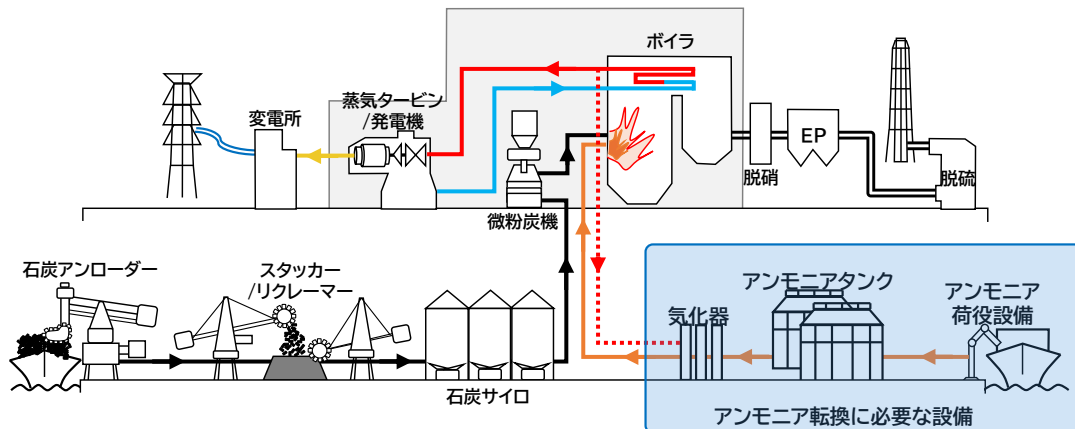 ボイラ
蒸気タービン
/発電機
変電所
EP
脱硝
脱硫
微粉炭機
石炭アンローダー
スタッカー
/リクレーマー
アンモニアタンク
アンモニア
荷役設備
気化器
石炭サイロ
アンモニア転換に必要な設備